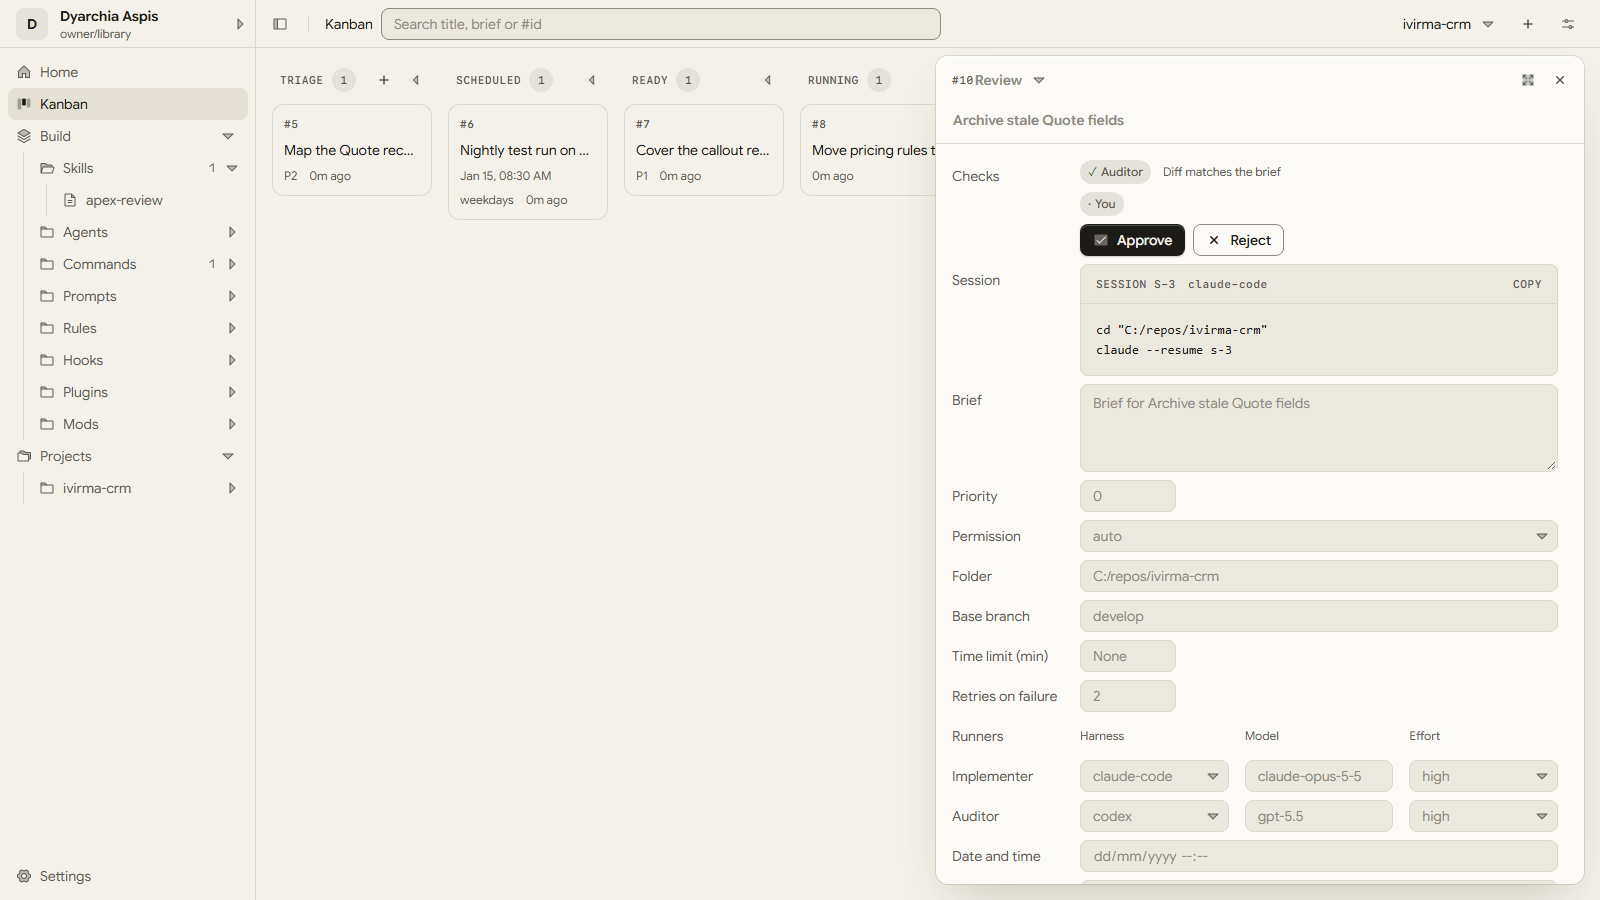 D
Dyarchia Aspis
owner/library
Home
Kanban
Build
Skills 1
apex-review
Agents
Commands 1
Prompts
Rules
Hooks
Plugins
Mods
Projects
ivirma-crm
Settings
Kanban
Search title, brief or #id
ivirma-crm
TRIAGE 1
#5
Map the Quote rec...
P2 0m ago
SCHEDULED 1
#6
Nightly test run on ...
Jan 15, 08:30 AM
weekdays 0m ago
READY 1
#7
Cover the callout re...
P1 0m ago
RUNNING 1
#8
Move pricing rules t
0m ago
#10 Review
Archive stale Quote fields
Checks
✓ Auditor Diff matches the brief
· You
Approve Reject
Session
SESSION S-3 claude-code COPY
cd "C:/repos/ivirma-crm"
claude --resume s-3
Brief
Brief for Archive stale Quote fields
Priority 0
Permission auto
Folder C:/repos/ivirma-crm
Base branch develop
Time limit (min) None
Retries on failure 2
Runners Harness Model Effort
Implementer claude-code claude-opus-5-5 high
Auditor codex gpt-5.5 high
Date and time dd/mm/yyyy --:--